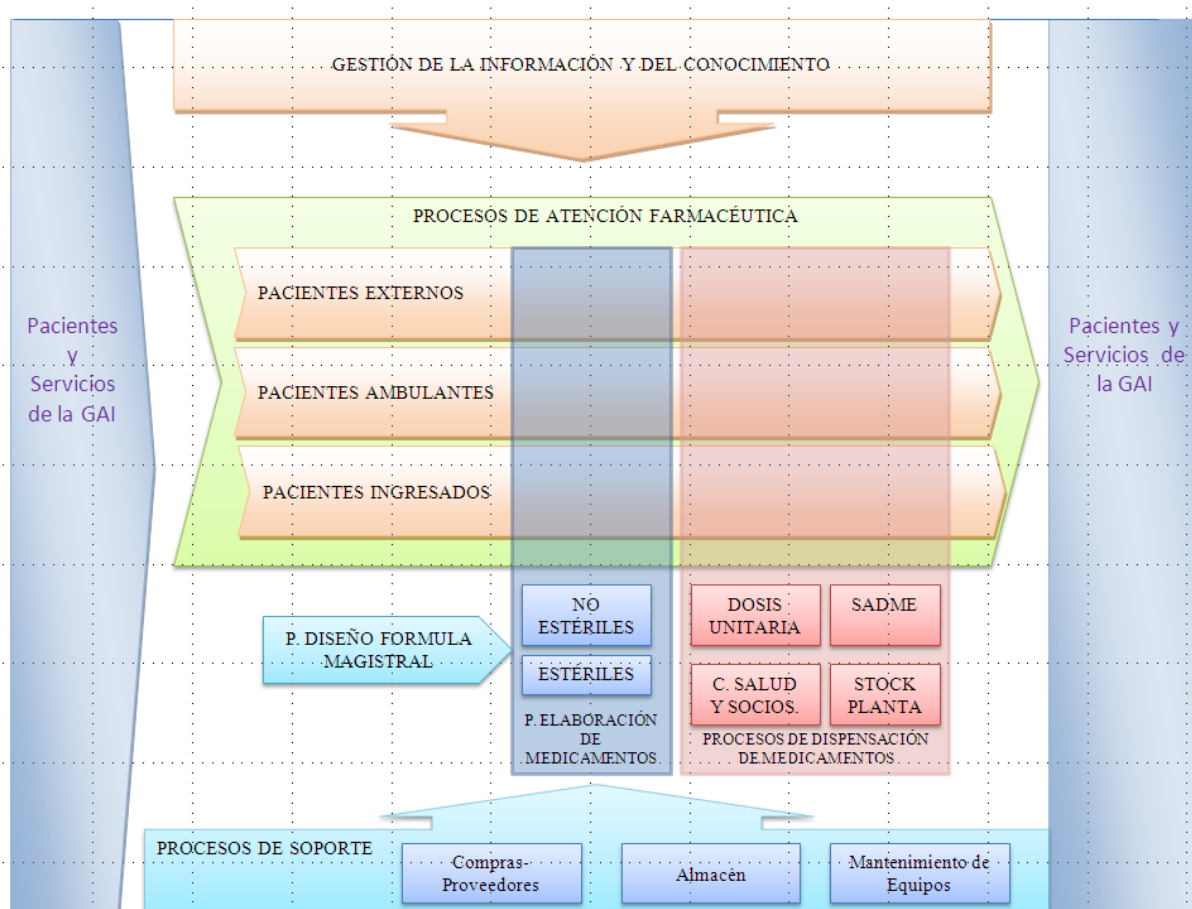 GESTIÓN DE LA INFORMACIÓN Y DEL CONOCIMIENTO
Pacientes
y
Servicios
de la GAI
PROCESOS DE ATENCIÓN FARMACÉUTICA
PACIENTES EXTERNOS
PACIENTES AMBULANTES
PACIENTES INGRESADOS
Pacientes y
Servicios de
la GAI
P. DISEÑO FORMULA
MAGISTRAL
NO
ESTÉRILES
ESTÉRILES
P. ELABORACIÓN
DE
MEDICAMENTOS
DOSIS
UNITARIA
SADME
C. SALUD
Y SOCIOS.
STOCK
PLANTA
PROCESOS DE DISPENSACIÓN
DE MEDICAMENTOS
PROCESOS DE SOPORTE
Compras-
Proveedores
Almacén
Mantenimiento de
Equipos